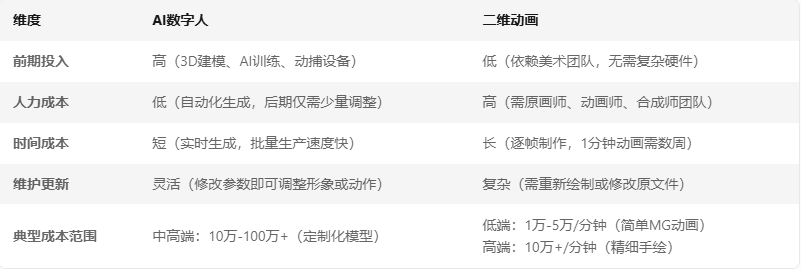 维度 AI数字人 二维动画
前期投入 高（3D建模、AI训练、动捕设备） 低（依赖美术团队，无需复杂硬件）
人力成本 低（自动化生成，后期仅需少量调整） 高（需原画师、动画师、合成师团队）
时间成本 短（实时生成，批量生产速度快） 长（逐帧制作，1分钟动画需数周）
维护更新 灵活（修改参数即可调整形象或动作） 复杂（需重新绘制或修改原文件）
典型成本范围 中高端：10万-100万+（定制化模型） 低端：1万-5万/分钟（简单MG动画）
高端：10万+/分钟（精细手绘）